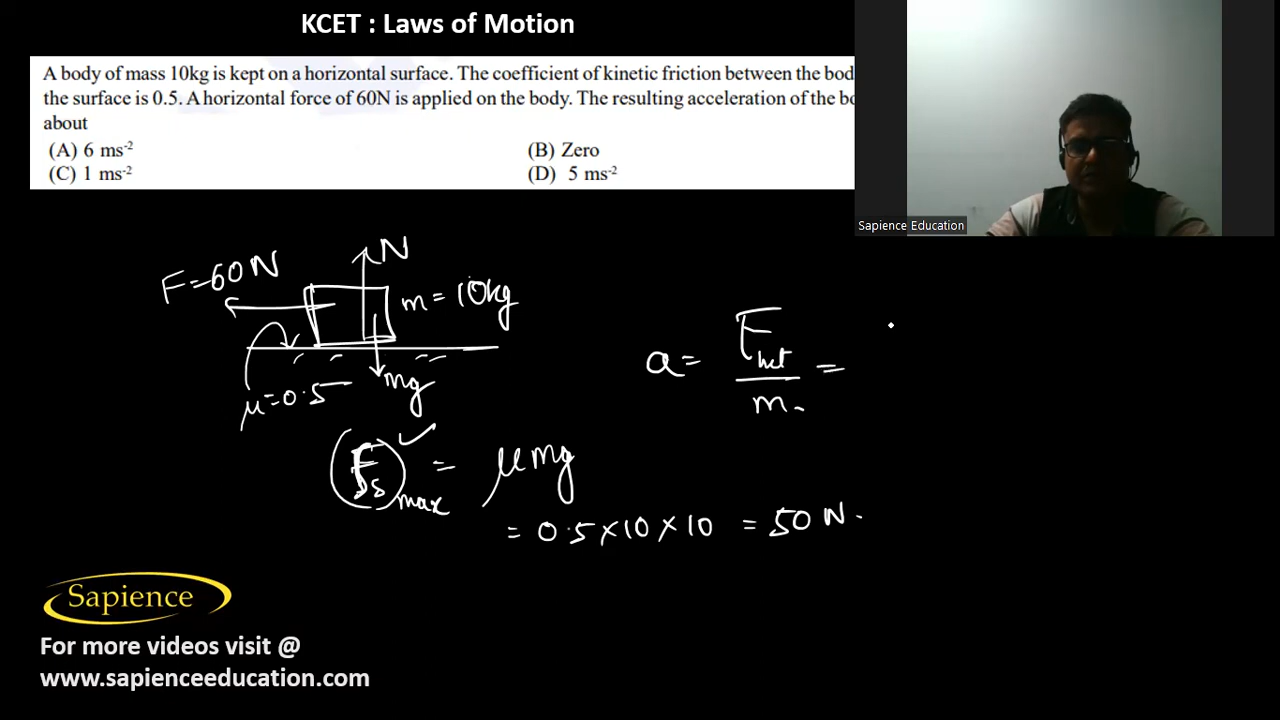 KCET : Laws of Motion
A body of mass 10kg is kept on a horizontal surface. The coefficient of kinetic friction between the bod
the surface is 0.5. A horizontal force of 60N is applied on the body. The resulting acceleration of the bo
about
(A) 6 ms⁻² (B) Zero
(C) 1 ms⁻² (D) 5 ms⁻²
Sapience Education
N
F=60N
m = 10kg
μ=0.5
mg
a = Fnet / m =
(Fs)max = μmg
= 0.5×10×10 = 50 N.
Sapience
For more videos visit @
www.sapienceeducation.com